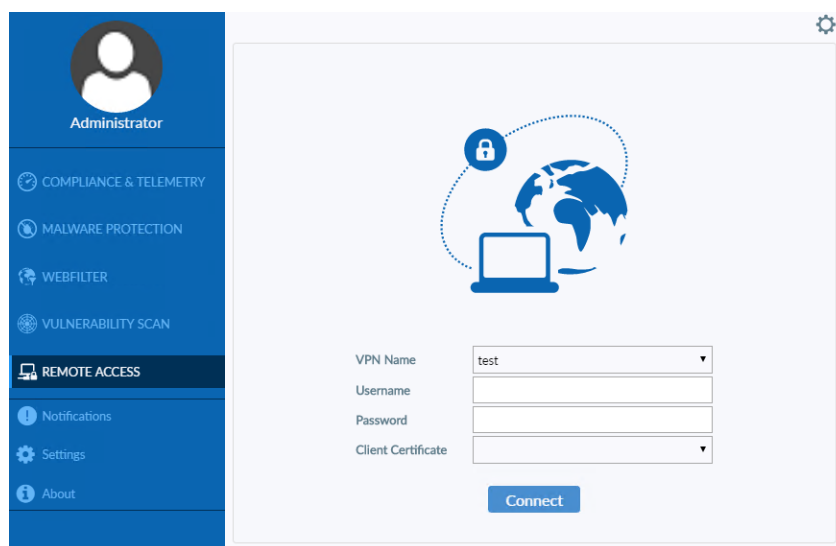 Administrator
COMPLIANCE & TELEMETRY
MALWARE PROTECTION
WEBFILTER
VULNERABILITY SCAN
REMOTE ACCESS
Notifications
Settings
About
VPN Name test
Username
Password
Client Certificate
Connect